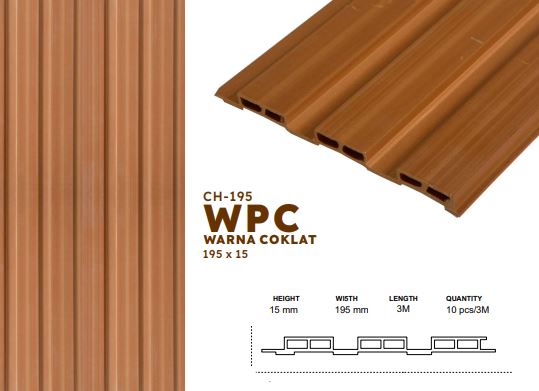 CH-195
WPC
WARNA COKLAT
195 x 15
HEIGHT WISTH LENGTH QUANTITY
15 mm 195 mm 3M 10 pcs/3M